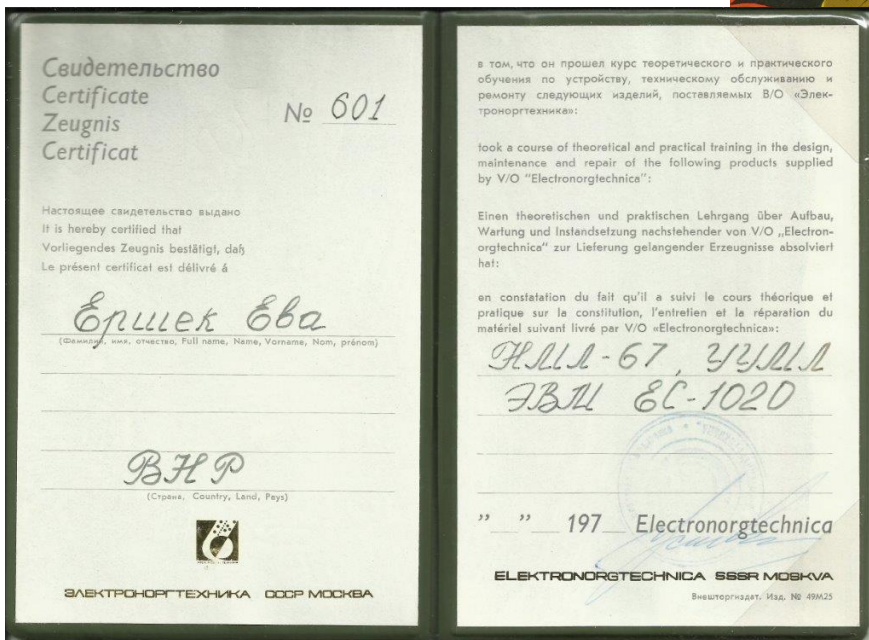 Свидетельство
Certificate
Zeugnis
Certificat
№ 601
Настоящее свидетельство выдано
It is hereby certified that
Vorliegendes Zeugnis bestätigt, daß
Le présent certificat est délivré á
Ершек Ева
(Фамилия, имя, отчество, Full name, Name, Vorname, Nom, prénom)
ВНР
(Страна, Country, Land, Pays)
ЭЛЕКТРОНОРГТЕХНИКА СССР МОСКВА
в том, что он прошел курс теоретического и практического
обучения по устройству, техническому обслуживанию и
ремонту следующих изделий, поставляемых В/О «Элек-
троноргтехника»:
took a course of theoretical and practical training in the design,
maintenance and repair of the following products supplied
by V/O "Electronorgtechnica":
Einen theoretischen und praktischen Lehrgang über Aufbau,
Wartung und Instandsetzung nachstehender von V/O „Electron-
orgtechnica" zur Lieferung gelangender Erzeugnisse absolviert
hat:
en constatation du fait qu'il a suivi le cours théorique et
pratique sur la constitution, l'entretien et la réparation du
matériel suivant livré par V/O «Electronorgtechnica»:
НМЛ-67, УУМЛ
ЭВМ ЕС-1020
" " 197 Electronorgtechnica
ELEKTRONORGTECHNICA SSSR MOSKVA
Внешторгиздат. Изд. № 49М25